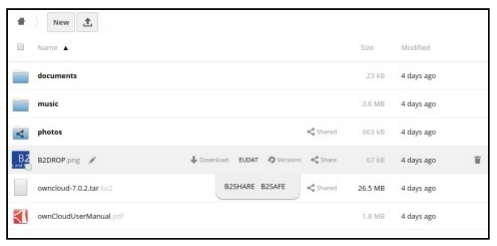 New
Name ▲ Size Modified
documents 23 kB 4 days ago
music 3.6 MB 4 days ago
photos Shared 663 kB 4 days ago
B2 B2DROP.png Download EUDAT Versions Share 67 kB 4 days ago
B2SHARE B2SAFE
owncloud-7.0.2.tar.bz2 Shared 26.5 MB 4 days ago
ownCloudUserManual.pdf 1.8 MB 4 days ago